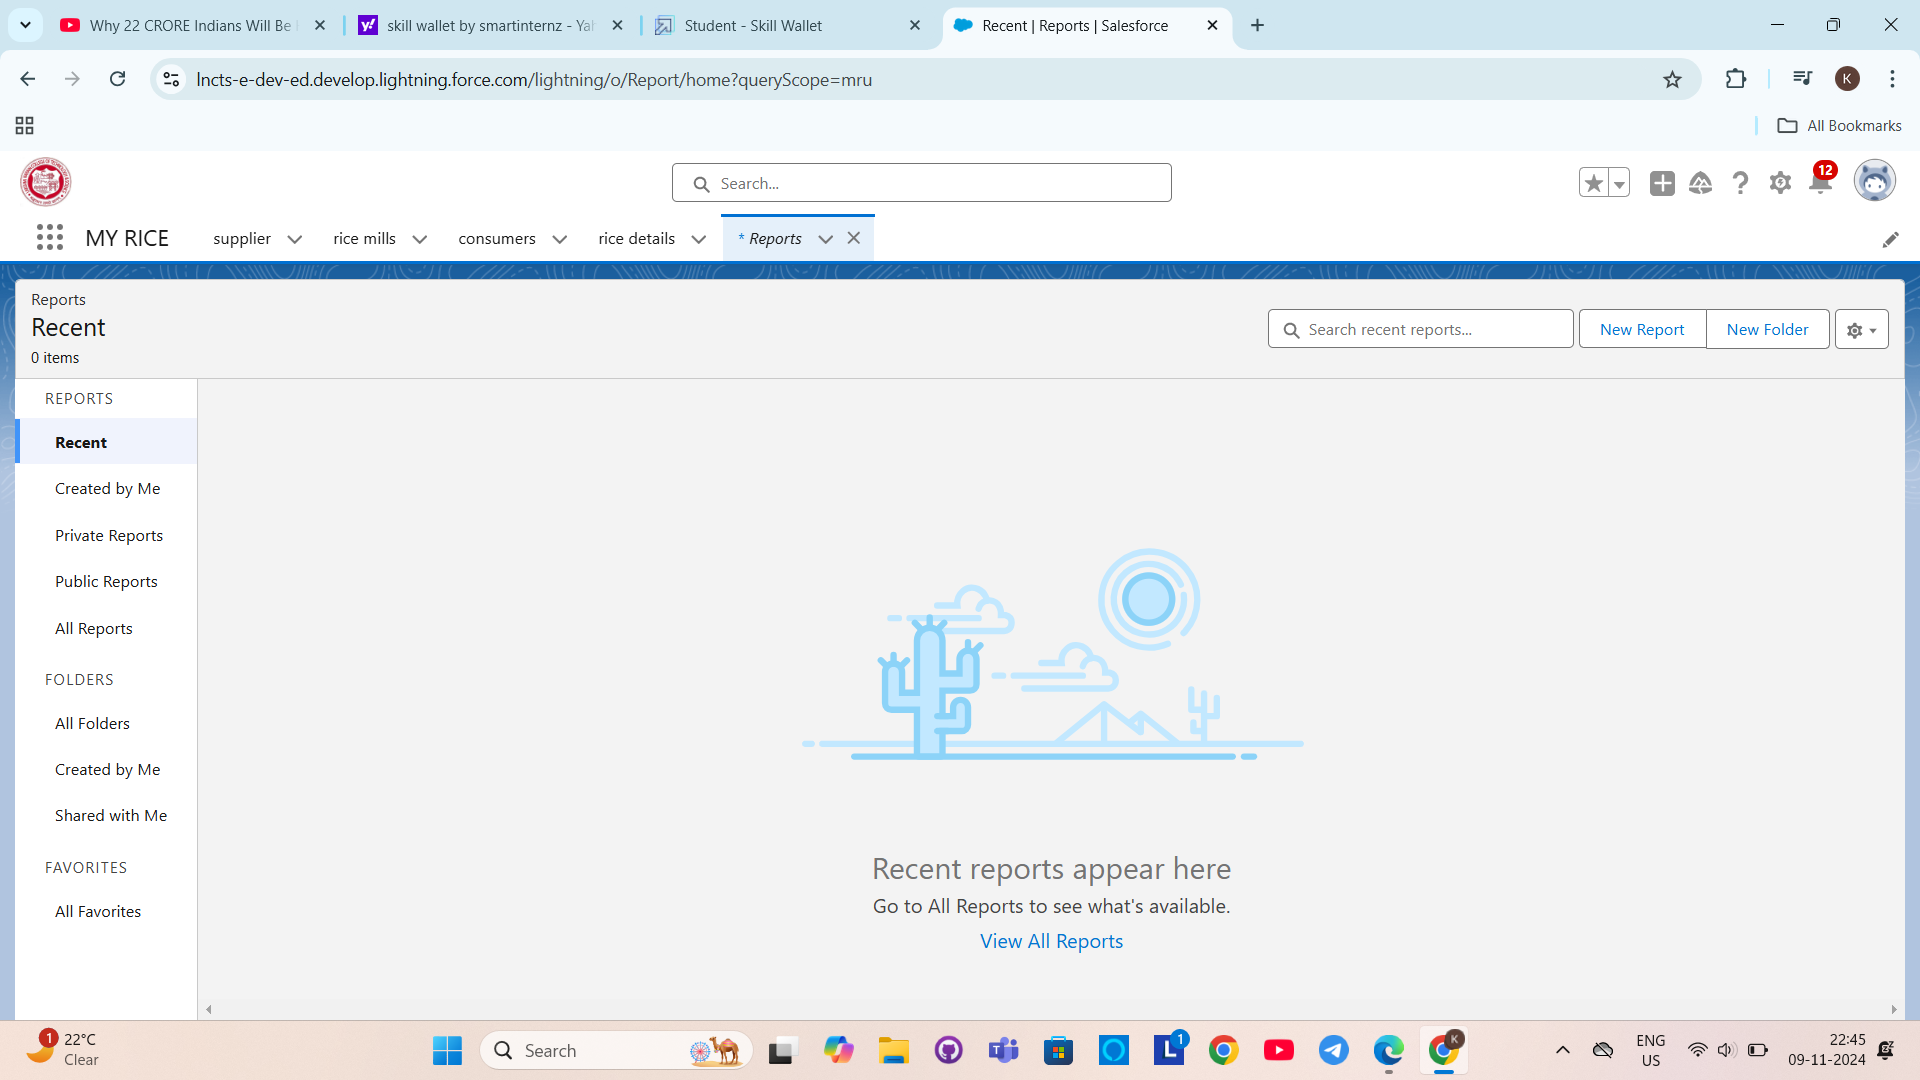 Why 22 CRORE Indians Will Be
skill wallet by smartinternz - Yah
Student - Skill Wallet
Recent | Reports | Salesforce
lncts-e-dev-ed.develop.lightning.force.com/lightning/o/Report/home?queryScope=mru
K
All Bookmarks
Search...
12
MY RICE
supplier
rice mills
consumers
rice details
* Reports
Reports
Recent
0 items
Search recent reports...
New Report
New Folder
REPORTS
Recent
Created by Me
Private Reports
Public Reports
All Reports
FOLDERS
All Folders
Created by Me
Shared with Me
FAVORITES
All Favorites
Recent reports appear here
Go to All Reports to see what's available.
View All Reports
1
22°C
Clear
Search
L
1
K
ENG
US
22:45
09-11-2024